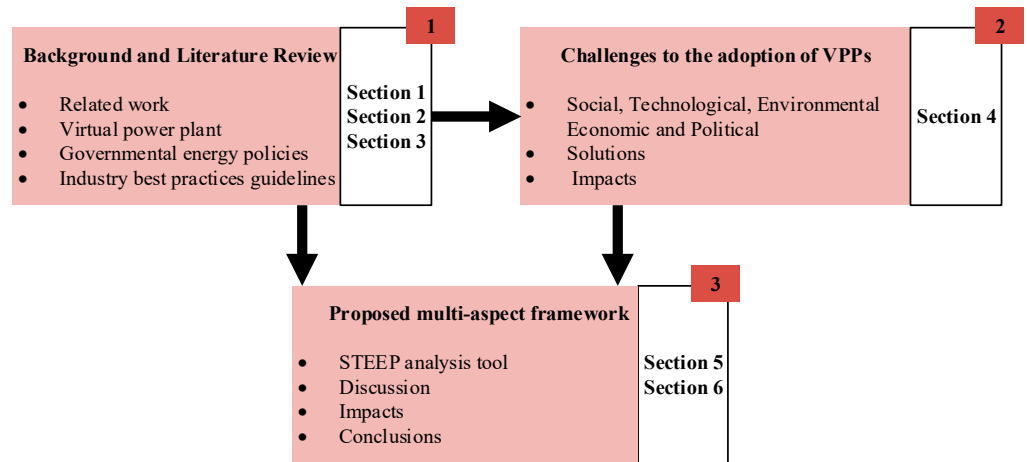 1
Background and Literature Review
• Related work
• Virtual power plant
• Governmental energy policies
• Industry best practices guidelines
Section 1
Section 2
Section 3
2
Challenges to the adoption of VPPs
• Social, Technological, Environmental
Economic and Political
• Solutions
• Impacts
Section 4
3
Proposed multi-aspect framework
• STEEP analysis tool
• Discussion
• Impacts
• Conclusions
Section 5
Section 6